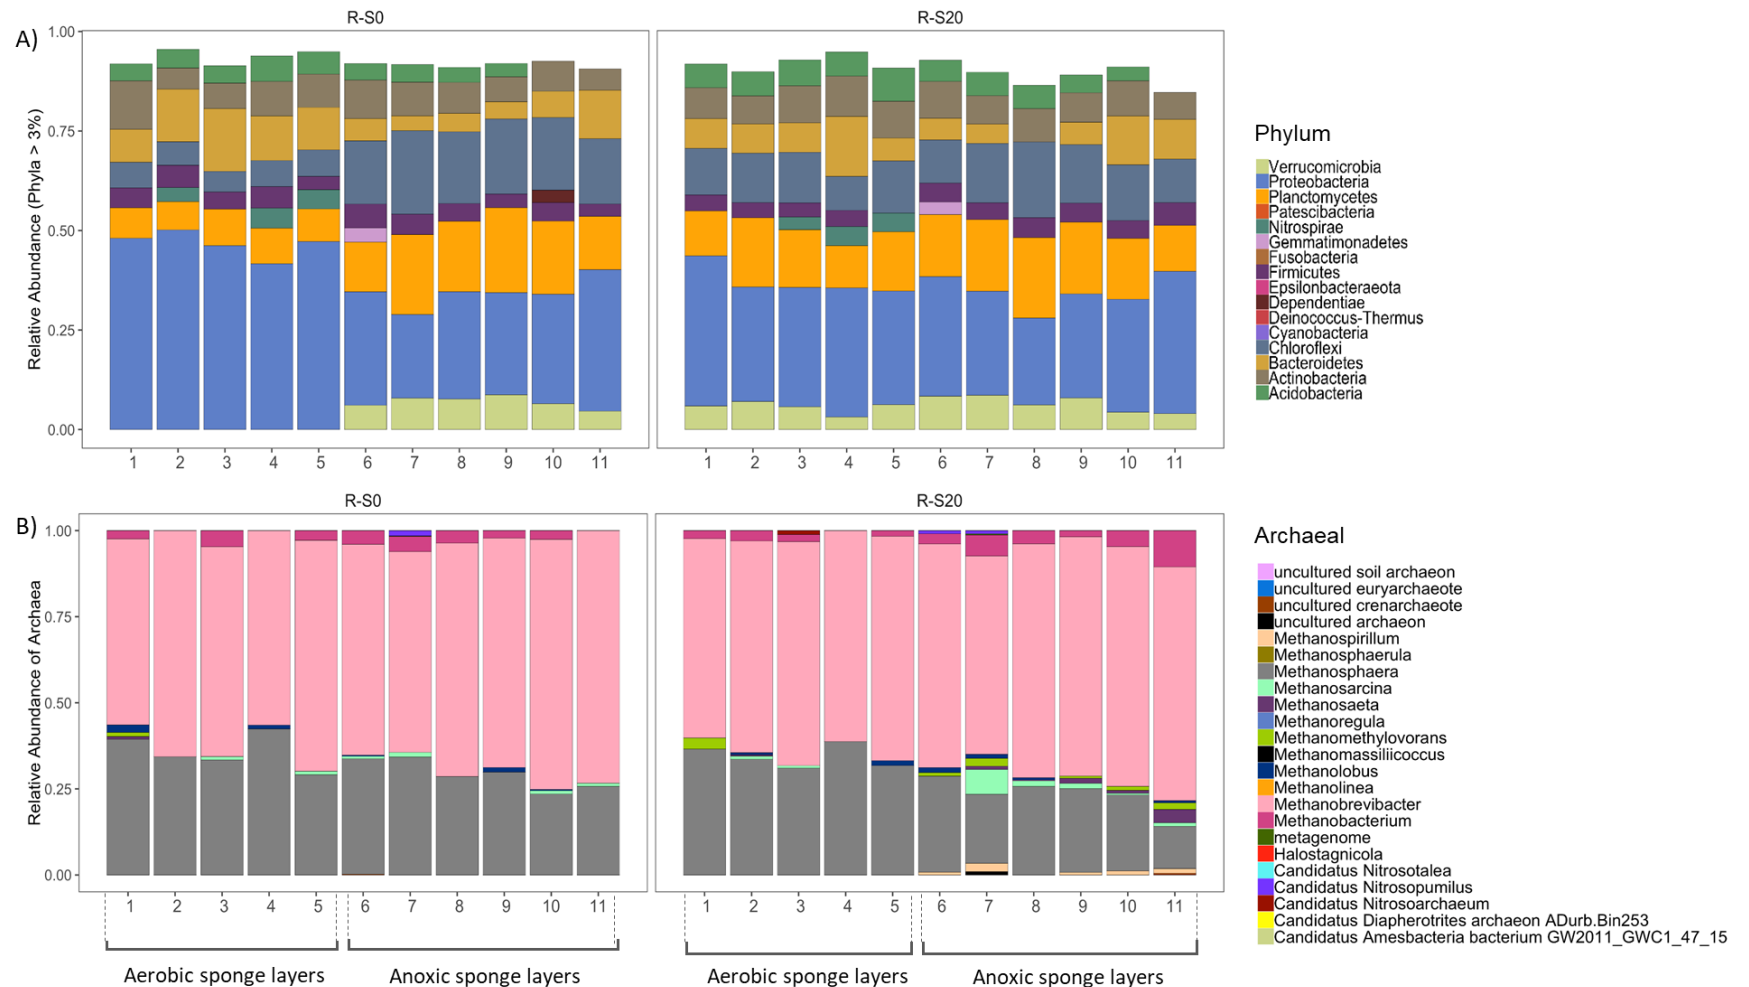 R-S0
R-S20
A)
Relative Abundance (Phyla > 3%)
1.00
0.75
0.50
0.25
0.00
1 2 3 4 5 6 7 8 9 10 11
1 2 3 4 5 6 7 8 9 10 11
Phylum
Verrucomicrobia
Proteobacteria
Planctomycetes
Patescibacteria
Nitrospirae
Gemmatimonadetes
Fusobacteria
Firmicutes
Epsilonbacteraeota
Dependentiae
Deinococcus-Thermus
Cyanobacteria
Chloroflexi
Bacteroidetes
Actinobacteria
Acidobacteria
R-S0
R-S20
B)
Relative Abundance of Archaea
1.00
0.75
0.50
0.25
0.00
1 2 3 4 5 6 7 8 9 10 11
1 2 3 4 5 6 7 8 9 10 11
Aerobic sponge layers
Anoxic sponge layers
Aerobic sponge layers
Anoxic sponge layers
Archaeal
uncultured soil archaeon
uncultured euryarchaeote
uncultured crenarchaeote
uncultured archaeon
Methanospirillum
Methanosphaerula
Methanosphaera
Methanosarcina
Methanosaeta
Methanoregula
Methanomethylovorans
Methanomassiliicoccus
Methanolobus
Methanolinea
Methanobrevibacter
Methanobacterium
metagenome
Halostagnicola
Candidatus Nitrosotalea
Candidatus Nitrosopumilus
Candidatus Nitrosoarchaeum
Candidatus Diapherotrites archaeon ADurb.Bin253
Candidatus Amesbacteria bacterium GW2011_GWC1_47_15